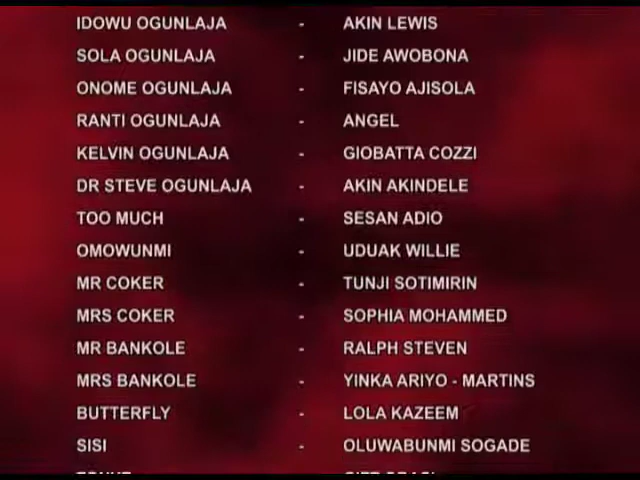 IDOWU OGUNLAJA - AKIN LEWIS
SOLA OGUNLAJA - JIDE AWOBONA
ONOME OGUNLAJA - FISAYO AJISOLA
RANTI OGUNLAJA - ANGEL
KELVIN OGUNLAJA - GIOBATTA COZZI
DR STEVE OGUNLAJA - AKIN AKINDELE
TOO MUCH - SESAN ADIO
OMOWUNMI - UDUAK WILLIE
MR COKER - TUNJI SOTIMIRIN
MRS COKER - SOPHIA MOHAMMED
MR BANKOLE - RALPH STEVEN
MRS BANKOLE - YINKA ARIYO - MARTINS
BUTTERFLY - LOLA KAZEEM
SISI - OLUWABUNMI SOGADE